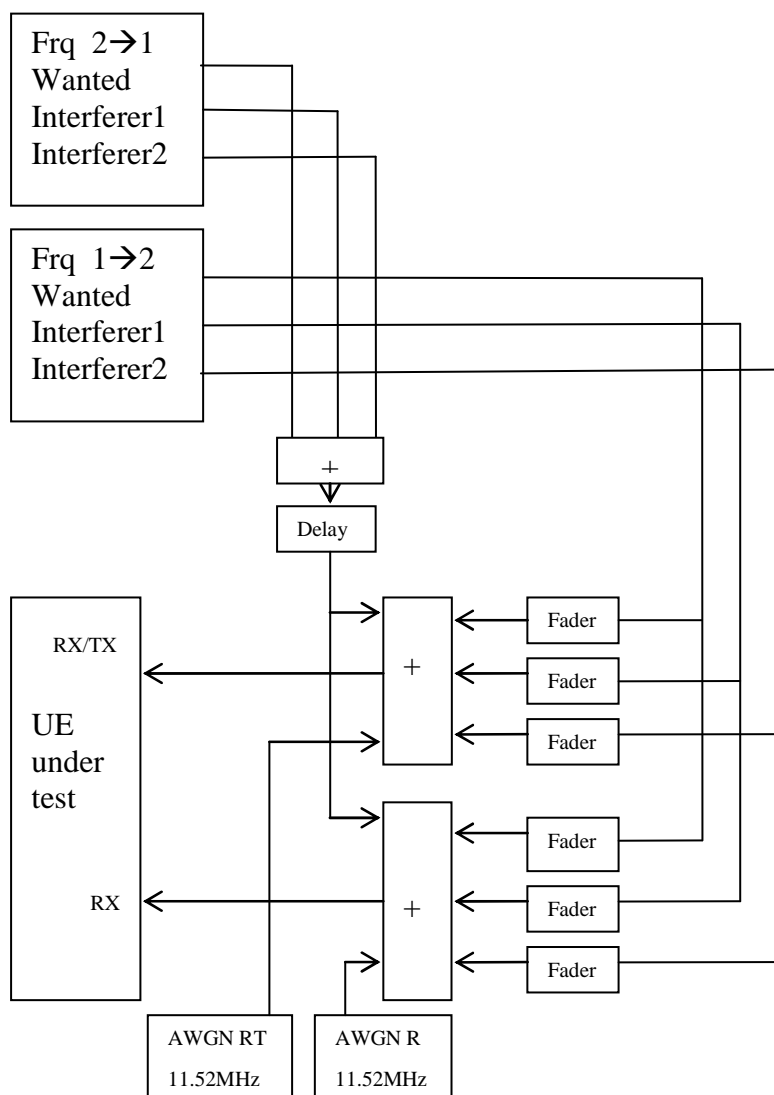 Frq 2→1
Wanted
Interferer1
Interferer2
Frq 1→2
Wanted
Interferer1
Interferer2
+
Delay
RX/TX
UE
under
test
RX
+
+
Fader
Fader
Fader
Fader
Fader
Fader
AWGN RT
11.52MHz
AWGN R
11.52MHz